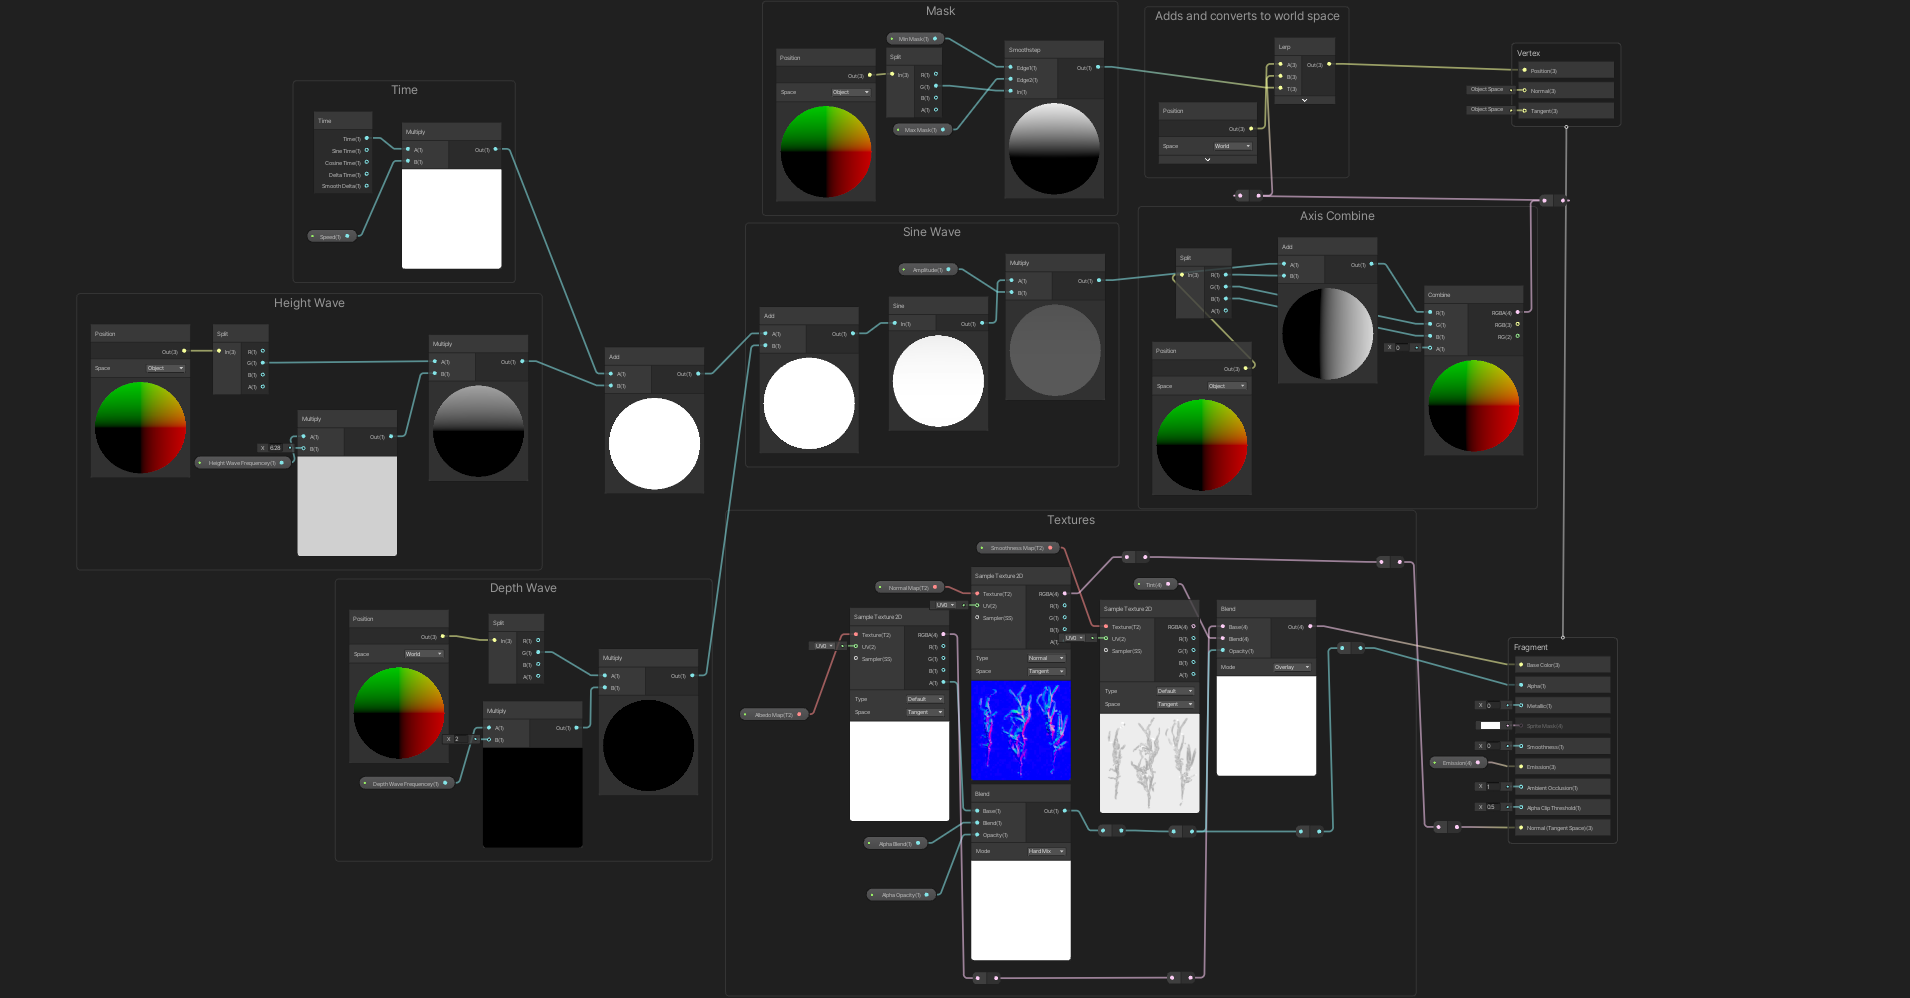 Time
Time
Time(1)
Sine Time(1)
Cosine Time(1)
Delta Time(1)
Smooth Delta(1)
Multiply
A(1)
B(1)
Out(1)
Speed(1)
Height Wave
Position
Out(3)
Space
Object
Split
In(3)
R(1)
G(1)
B(1)
A(1)
Multiply
A(1)
B(1)
Out(1)
X 6.28
Height Wave Frequencey(1)
Multiply
A(1)
B(1)
Out(1)
Add
A(1)
B(1)
Out(1)
Depth Wave
Position
Out(3)
Space
World
Split
In(3)
R(1)
G(1)
B(1)
A(1)
Multiply
A(1)
B(1)
Out(1)
X 2
Depth Wave Frequencey(1)
Multiply
A(1)
B(1)
Out(1)
Mask
Position
Out(3)
Space
Object
Min Mask(1)
Split
In(3)
R(1)
G(1)
B(1)
A(1)
Max Mask(1)
Smoothstep
Edge1(1)
Edge2(1)
In(1)
Out(1)
Adds and converts to world space
Lerp
A(3)
B(3)
T(3)
Out(3)
Position
Out(3)
Space
World
Sine Wave
Add
A(1)
B(1)
Out(1)
Amplitude(1)
Sine
In(1)
Out(1)
Multiply
A(1)
B(1)
Out(1)
Axis Combine
Split
In(3)
R(1)
G(1)
B(1)
A(1)
Position
Out(3)
Space
Object
Add
A(1)
B(1)
Out(1)
Combine
R(1)
G(1)
B(1)
A(1)
RGBA(4)
RGB(3)
RG(2)
X 0
Textures
Smoothness Map(T2)
Normal Map(T2)
Albedo Map(T2)
Sample Texture 2D
Texture(T2)
UV(2)
Sampler(SS)
RGBA(4)
R(1)
G(1)
B(1)
A(1)
UV0
Type
Default
Space
Tangent
Sample Texture 2D
Texture(T2)
UV(2)
Sampler(SS)
RGBA(4)
R(1)
G(1)
B(1)
UV0
Type
Normal
Space
Tangent
Tint(4)
Sample Texture 2D
Texture(T2)
UV(2)
Sampler(SS)
RGBA(4)
R(1)
G(1)
B(1)
A(1)
UV0
Type
Default
Space
Tangent
Blend
Base(4)
Blend(4)
Opacity(1)
Out(4)
Mode
Overlay
Blend
Base(1)
Blend(1)
Opacity(1)
Out(1)
Mode
Hard Mix
Alpha Blend(1)
Alpha Opacity(1)
Vertex
Position(3)
Object Space
Normal(3)
Object Space
Tangent(3)
Fragment
Base Color(3)
Alpha(1)
X 0
Metallic(1)
Sprite Mask(4)
X 0
Smoothness(1)
Emission(4)
Emission(3)
X 1
Ambient Occlusion(1)
X 0.5
Alpha Clip Threshold(1)
Normal (Tangent Space)(3)